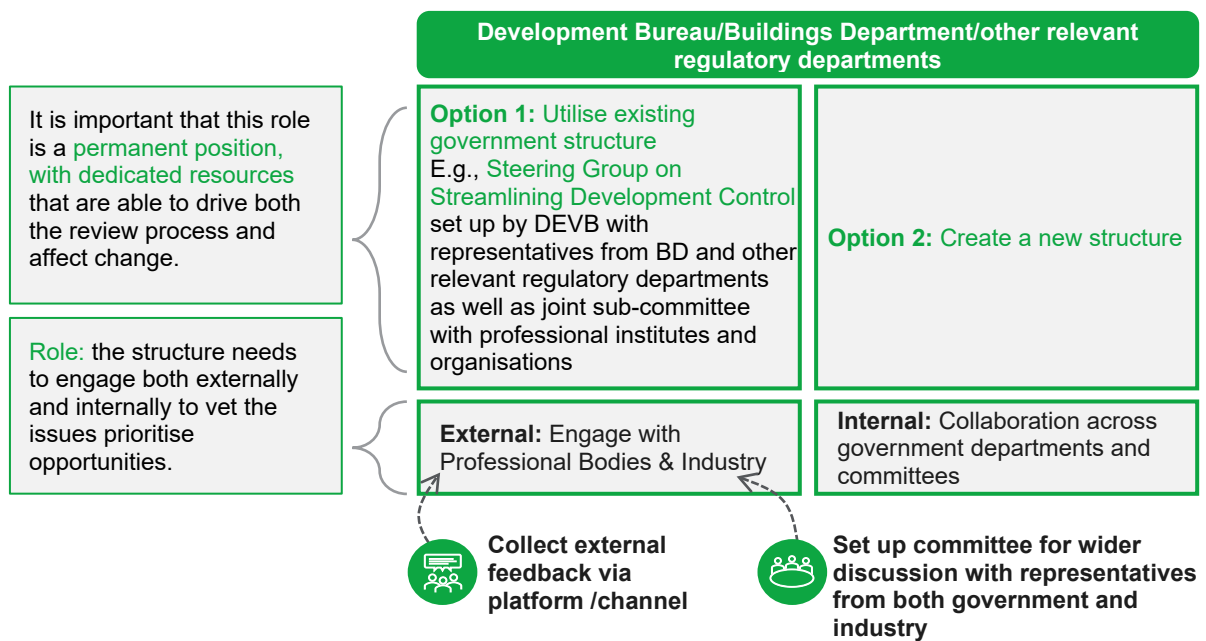 Development Bureau/Buildings Department/other relevant
regulatory departments
It is important that this role
is a permanent position,
with dedicated resources
that are able to drive both
the review process and
affect change.
Option 1: Utilise existing
government structure
E.g., Steering Group on
Streamlining Development Control
set up by DEVB with
representatives from BD and other
relevant regulatory departments
as well as joint sub-committee
with professional institutes and
organisations
Option 2: Create a new structure
Role: the structure needs
to engage both externally
and internally to vet the
issues prioritise
opportunities.
External: Engage with
Professional Bodies & Industry
Internal: Collaboration across
government departments and
committees
Collect external
feedback via
platform /channel
Set up committee for wider
discussion with representatives
from both government and
industry